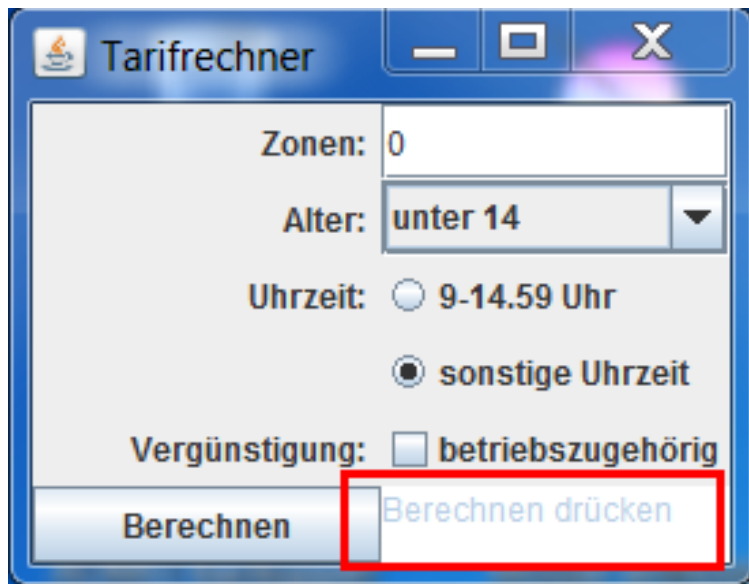 Tarifrechner
Zonen: 0
Alter: unter 14
Uhrzeit: 9-14.59 Uhr
sonstige Uhrzeit
Vergünstigung: betriebszugehörig
Berechnen Berechnen drücken